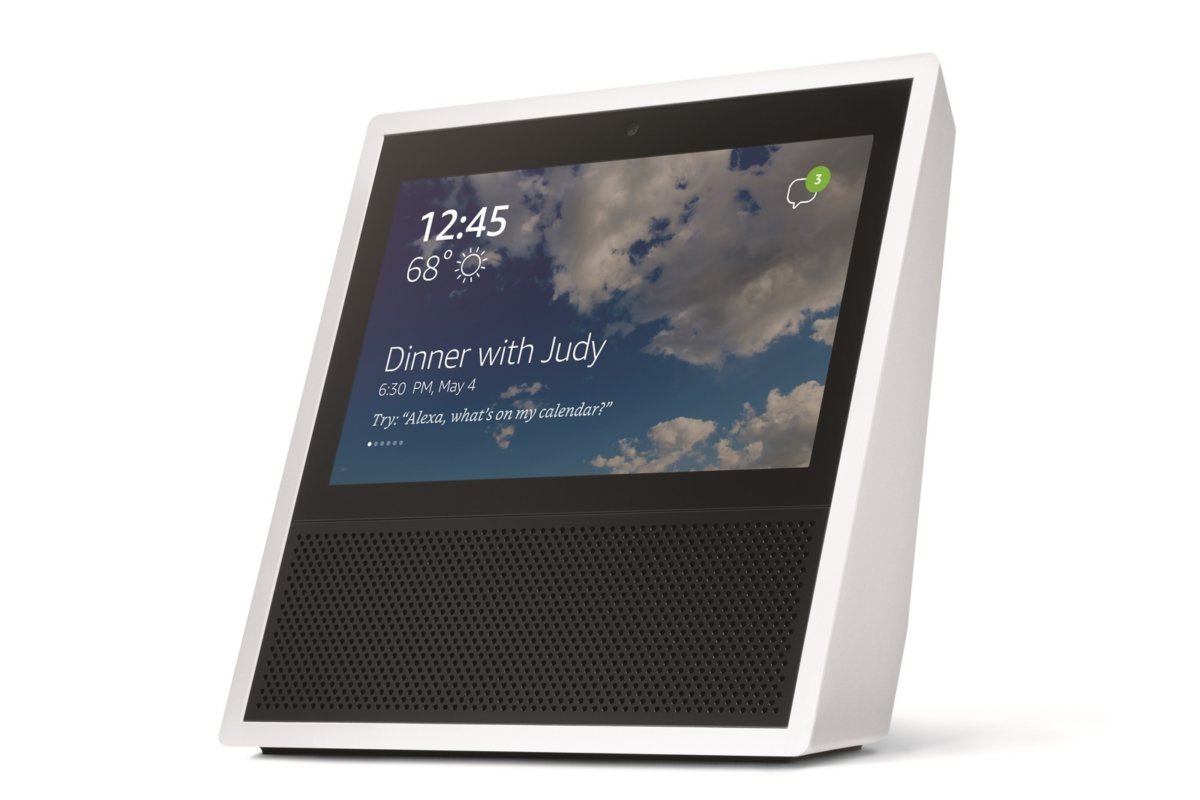 3
12:45
68°
Dinner with Judy
6:30 PM, May 4
Try: “Alexa, what's on my calendar?”